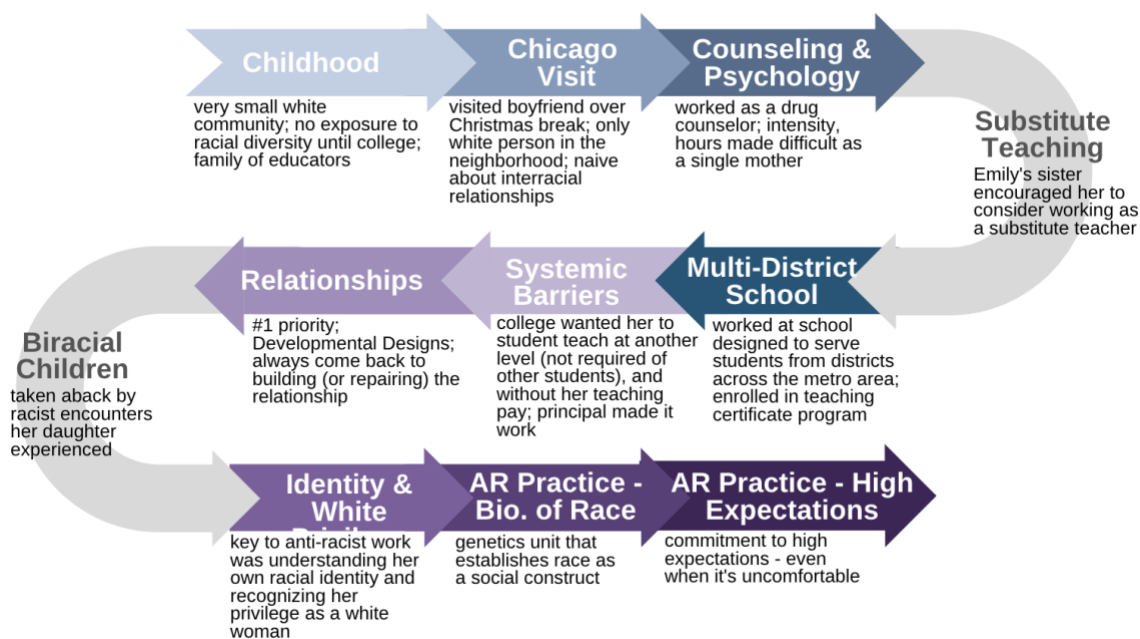 Childhood
very small white
community; no exposure to
racial diversity until college;
family of educators
Chicago
Visit
visited boyfriend over
Christmas break; only
white person in the
neighborhood; naive
about interracial
relationships
Counseling &
Psychology
worked as a drug
counselor; intensity,
hours made difficult as
a single mother
Substitute
Teaching
Emily's sister
encouraged her to
consider working as
a substitute teacher
Multi-District
School
worked at school
designed to serve
students from districts
across the metro area;
enrolled in teaching
certificate program
Systemic
Barriers
college wanted her to
student teach at another
level (not required of
other students), and
without her teaching
pay; principal made it
work
Relationships
#1 priority;
Developmental Designs;
always come back to
building (or repairing) the
relationship
Biracial
Children
taken aback by
racist encounters
her daughter
experienced
Identity &
White
key to anti-racist work
was understanding her
own racial identity and
recognizing her
privilege as a white
woman
AR Practice -
Bio. of Race
genetics unit that
establishes race as
a social construct
AR Practice - High
Expectations
commitment to high
expectations - even
when it's uncomfortable